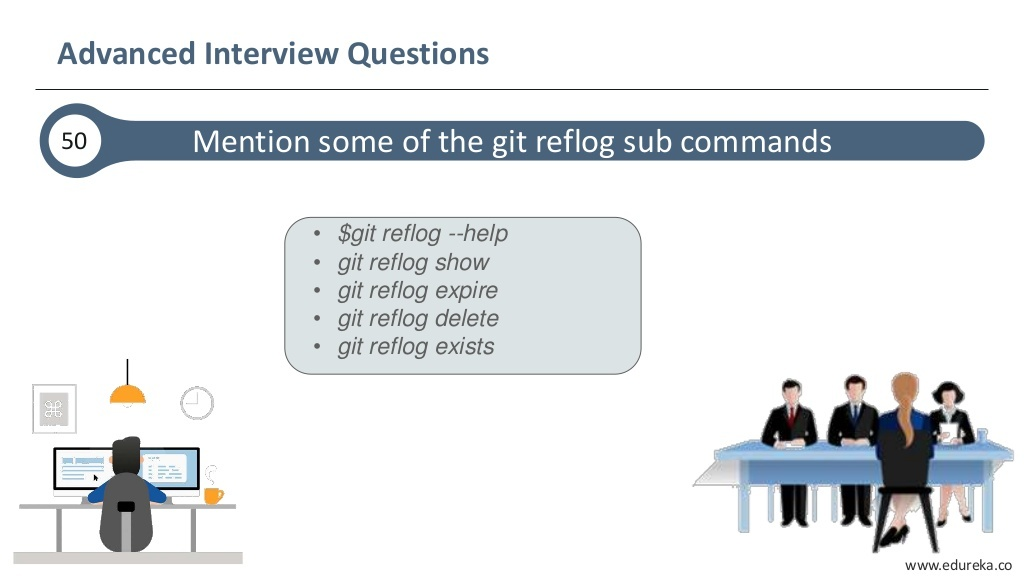 Advanced Interview Questions
50
Mention some of the git reflog sub commands
• $git reflog --help
• git reflog show
• git reflog expire
• git reflog delete
• git reflog exists
www.edureka.co